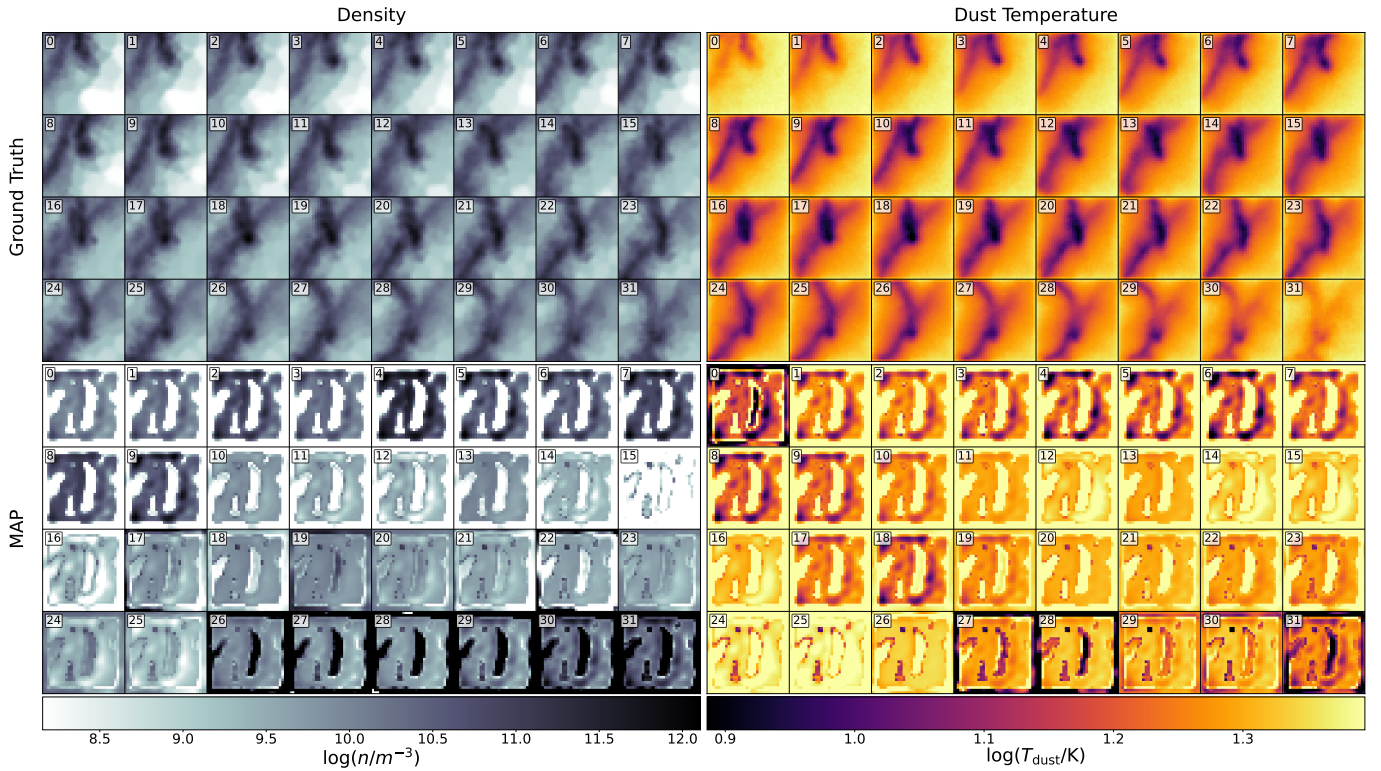 Density Dust Temperature
Ground Truth
0 1 2 3 4 5 6 7 0 1 2 3 4 5 6 7
8 9 10 11 12 13 14 15 8 9 10 11 12 13 14 15
16 17 18 19 20 21 22 23 16 17 18 19 20 21 22 23
24 25 26 27 28 29 30 31 24 25 26 27 28 29 30 31
MAP
0 1 2 3 4 5 6 7 0 1 2 3 4 5 6 7
8 9 10 11 12 13 14 15 8 9 10 11 12 13 14 15
16 17 18 19 20 21 22 23 16 17 18 19 20 21 22 23
24 25 26 27 28 29 30 31 24 25 26 27 28 29 30 31
8.5 9.0 9.5 10.0 10.5 11.0 11.5 12.0 0.9 1.0 1.1 1.2 1.3
log(n/m⁻³) log(T_dust/K)